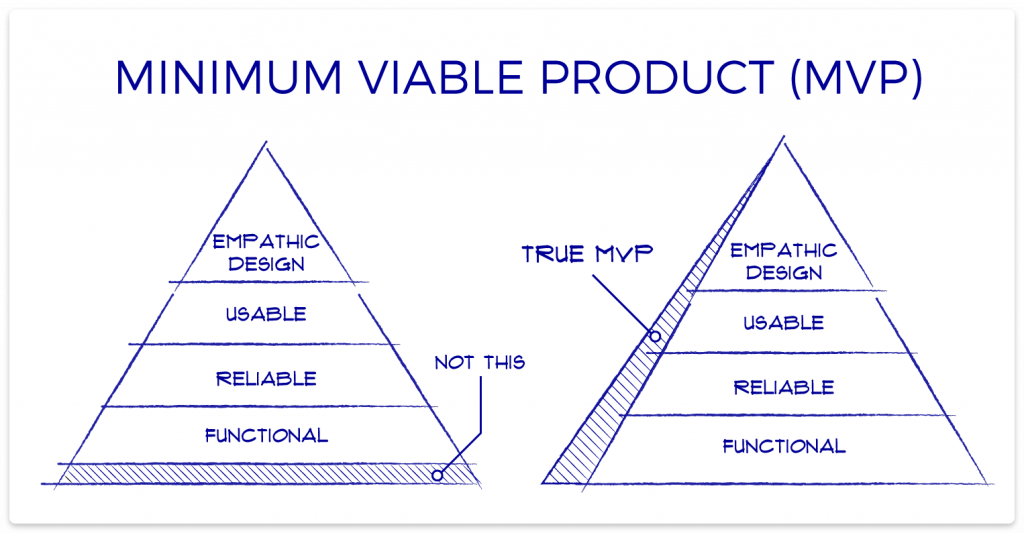 MINIMUM VIABLE PRODUCT (MVP)
EMPATHIC
DESIGN
USABLE
RELIABLE
FUNCTIONAL
NOT THIS
TRUE MVP
EMPATHIC
DESIGN
USABLE
RELIABLE
FUNCTIONAL